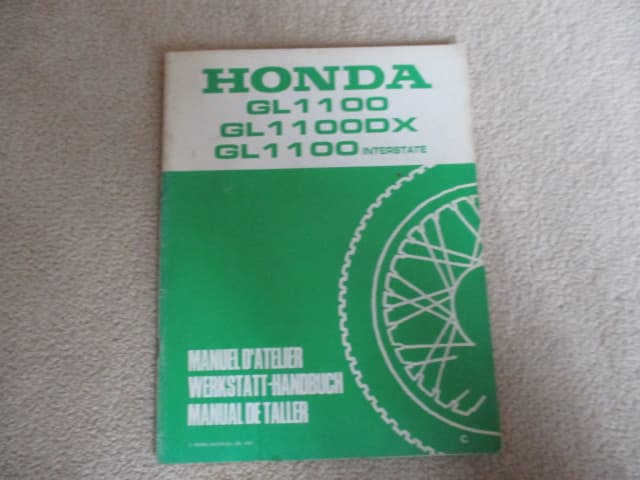 HONDA
GL1100
GL1100DX
GL1100 INTERSTATE
MANUEL D'ATELIER
WERKSTATT-HANDBUCH
MANUAL DE TALLER
C